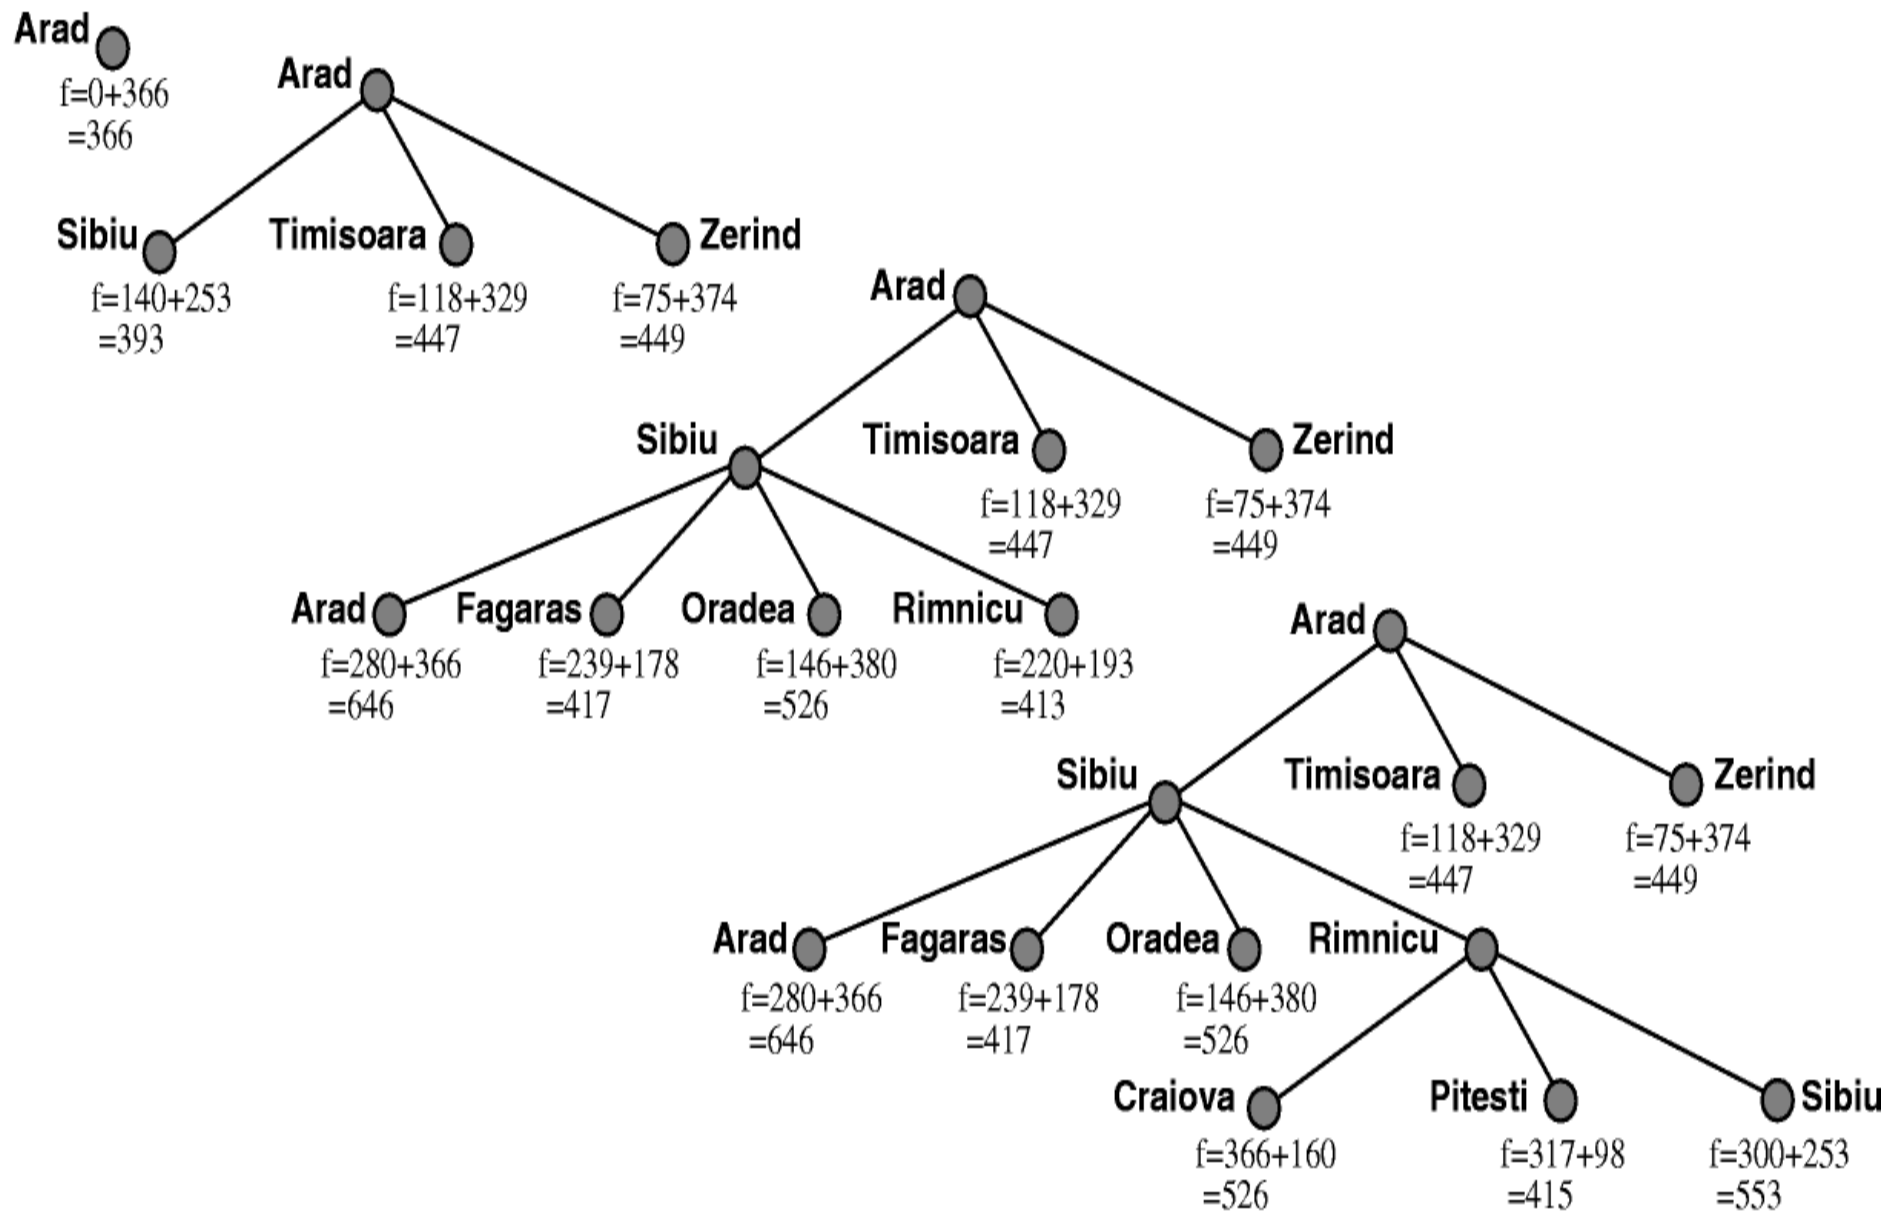 Arad
f=0+366
=366
Arad
Sibiu Timisoara Zerind
f=140+253 f=118+329 f=75+374
=393 =447 =449
Arad
Sibiu Timisoara Zerind
f=118+329 f=75+374
=447 =449
Arad Fagaras Oradea Rimnicu
f=280+366 f=239+178 f=146+380 f=220+193
=646 =417 =526 =413
Arad
Sibiu Timisoara Zerind
f=118+329 f=75+374
=447 =449
Arad Fagaras Oradea Rimnicu
f=280+366 f=239+178 f=146+380
=646 =417 =526
Craiova Pitesti Sibiu
f=366+160 f=317+98 f=300+253
=526 =415 =553